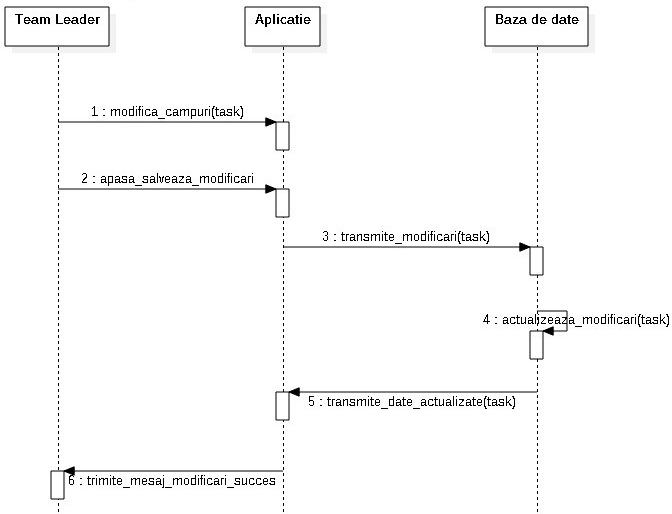 Team Leader
Aplicatie
Baza de date
1 : modifica_campuri(task)
2 : apasa_salveaza_modificari
3 : transmite_modificari(task)
4 : actualizeaza_modificari(task)
5 : transmite_date_actualizate(task)
6 : trimite_mesaj_modificari_succes